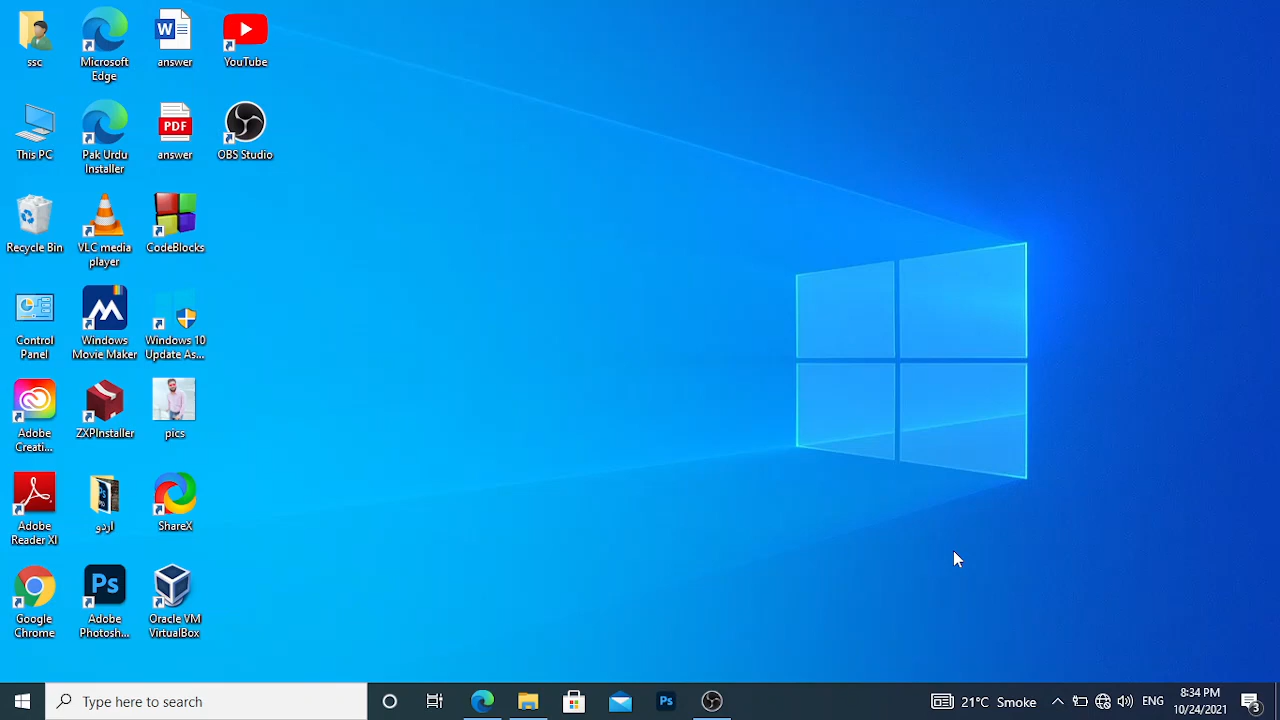 ssc
Microsoft
Edge
answer
YouTube
This PC
Pak Urdu
Installer
PDF
answer
OBS Studio
Recycle Bin
VLC media
player
CodeBlocks
Control
Panel
Windows
Movie Maker
Windows 10
Update As...
Adobe
Creati...
ZXPInstaller
pics
Adobe
Reader XI
اردو
ShareX
Google
Chrome
Ps
Adobe
Photosh...
Oracle VM
VirtualBox
Type here to search
Ps
21°C Smoke
ENG
8:34 PM
10/24/2021
3